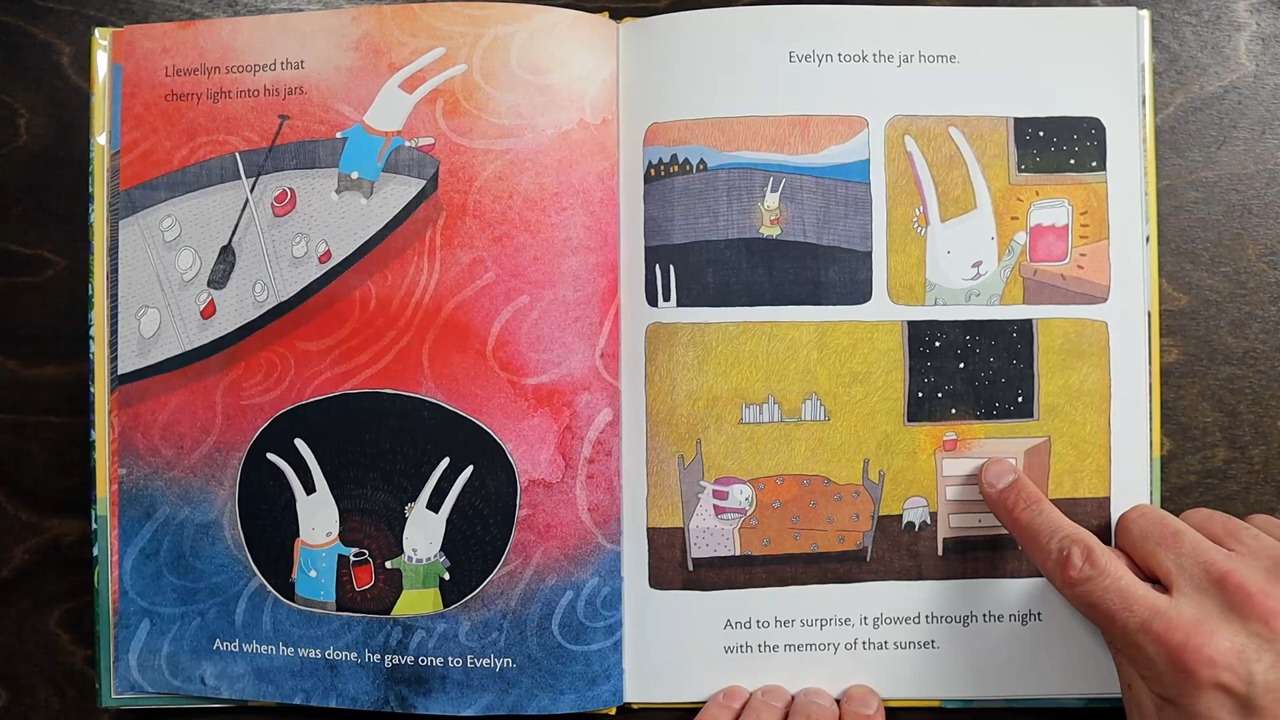 Llewellyn scooped that
cherry light into his jars.
And when he was done, he gave one to Evelyn.
Evelyn took the jar home.
And to her surprise, it glowed through the night
with the memory of that sunset.